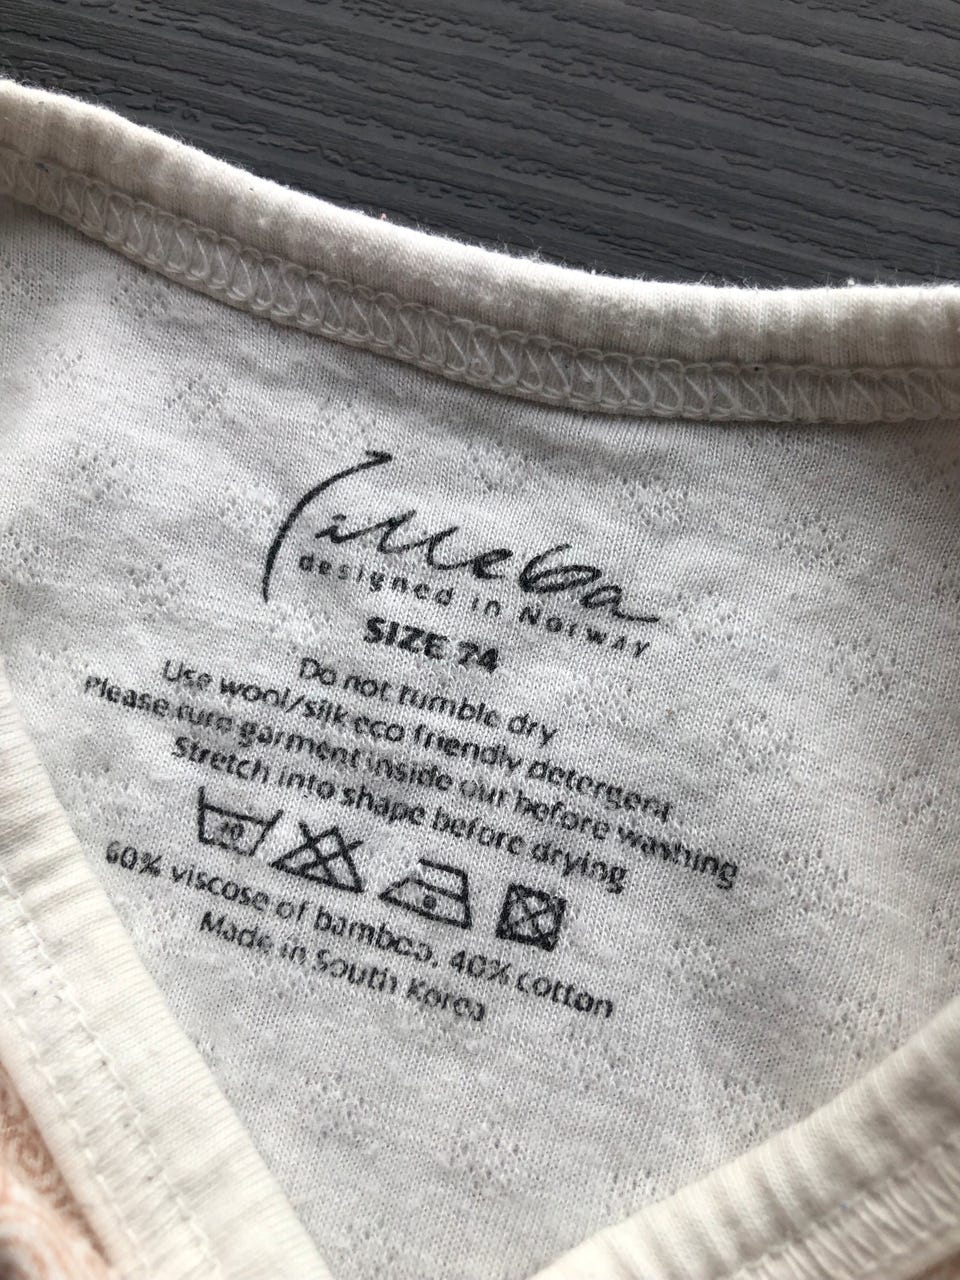 Lilleba
designed in Norway
SIZE 74
Do not tumble dry
Use wool/silk eco friendly detergent
Please turn garment inside out before washing
Stretch into shape before drying
60% viscose of bamboo, 40% cotton
Made in South Korea